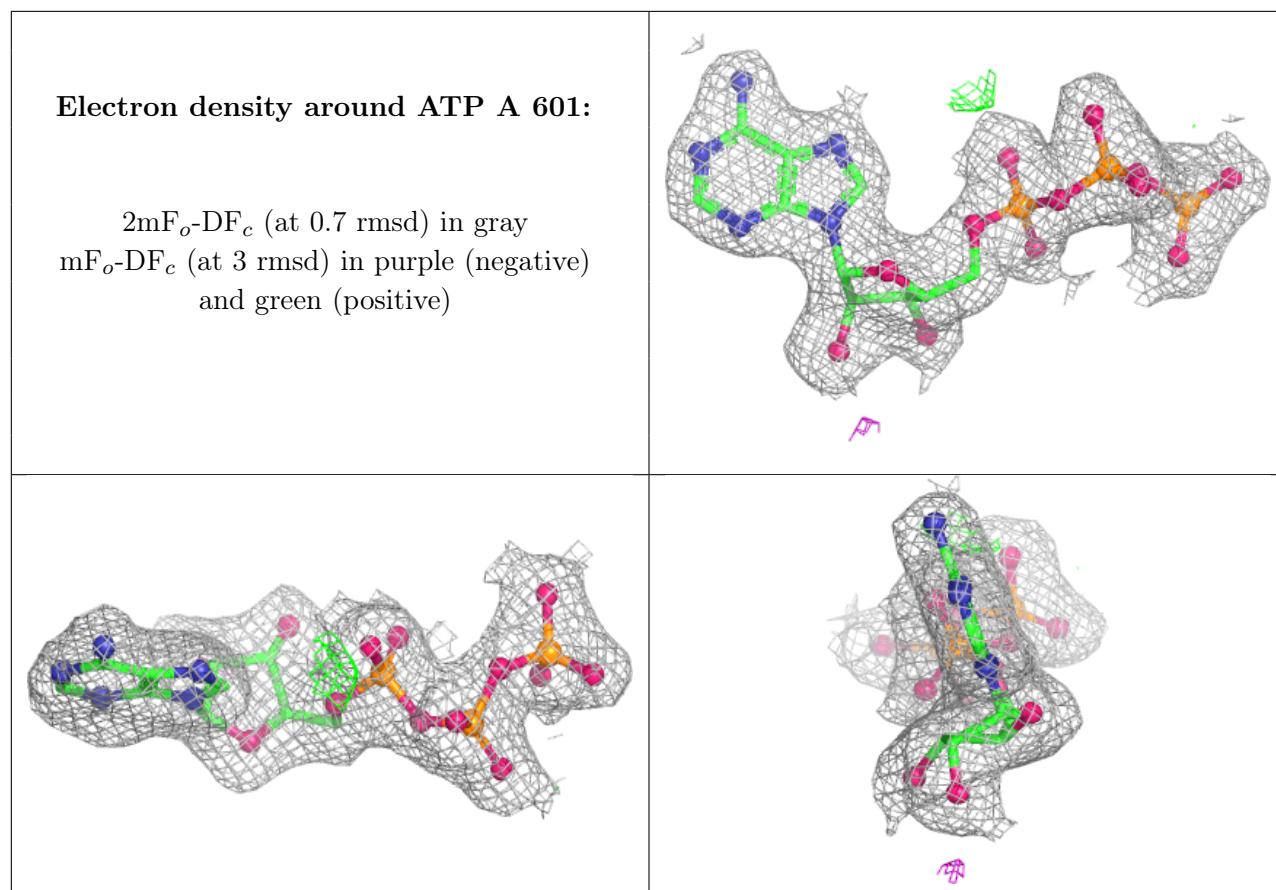 Electron density around ATP A 601:
2mFo-DFc (at 0.7 rmsd) in gray
mFo-DFc (at 3 rmsd) in purple (negative)
and green (positive)